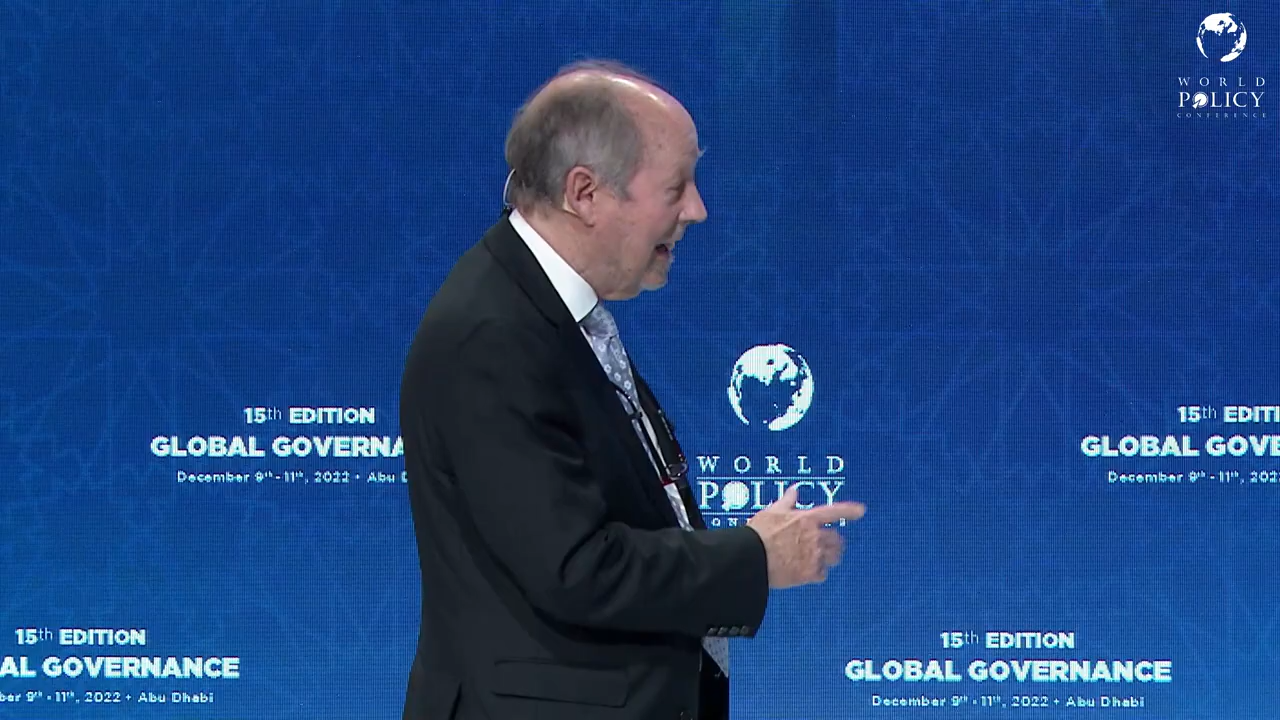 WORLD
POLICY
CONFERENCE
15th EDITION
GLOBAL GOVERNA
December 9th - 11th, 2022 • Abu D
WORLD
POLICY
15th EDITI
GLOBAL GOVE
December 9th - 11th, 202
15th EDITION
AL GOVERNANCE
ber 9th - 11th, 2022 • Abu Dhabi
15th EDITION
GLOBAL GOVERNANCE
December 9th - 11th, 2022 • Abu Dhabi